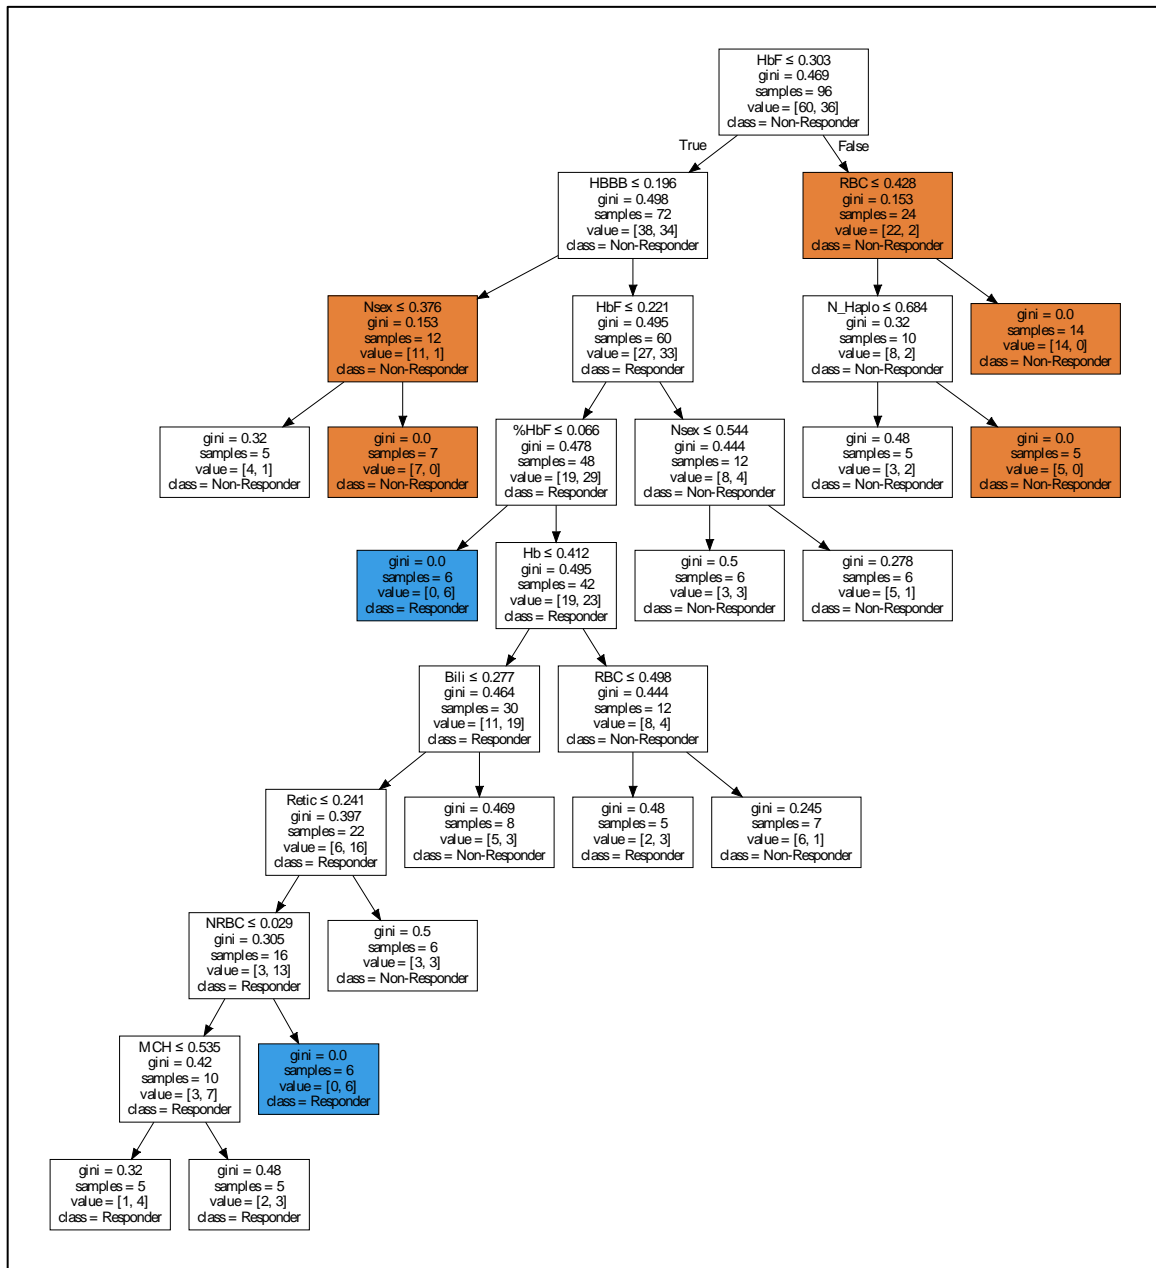 HbF ≤ 0.303
gini = 0.469
samples = 96
value = [60, 36]
class = Non-Responder
True
False
HBBB ≤ 0.196
gini = 0.498
samples = 72
value = [38, 34]
class = Non-Responder
RBC ≤ 0.428
gini = 0.153
samples = 24
value = [22, 2]
class = Non-Responder
Nsex ≤ 0.376
gini = 0.153
samples = 12
value = [11, 1]
class = Non-Responder
HbF ≤ 0.221
gini = 0.495
samples = 60
value = [27, 33]
class = Responder
N_Haplo ≤ 0.684
gini = 0.32
samples = 10
value = [8, 2]
class = Non-Responder
gini = 0.0
samples = 14
value = [14, 0]
class = Non-Responder
gini = 0.32
samples = 5
value = [4, 1]
class = Non-Responder
gini = 0.0
samples = 7
value = [7, 0]
class = Non-Responder
%HbF ≤ 0.066
gini = 0.478
samples = 48
value = [19, 29]
class = Responder
Nsex ≤ 0.544
gini = 0.444
samples = 12
value = [8, 4]
class = Non-Responder
gini = 0.48
samples = 5
value = [3, 2]
class = Non-Responder
gini = 0.0
samples = 5
value = [5, 0]
class = Non-Responder
gini = 0.0
samples = 6
value = [0, 6]
class = Responder
Hb ≤ 0.412
gini = 0.495
samples = 42
value = [19, 23]
class = Responder
gini = 0.5
samples = 6
value = [3, 3]
class = Non-Responder
gini = 0.278
samples = 6
value = [5, 1]
class = Non-Responder
Bili ≤ 0.277
gini = 0.464
samples = 30
value = [11, 19]
class = Responder
RBC ≤ 0.498
gini = 0.444
samples = 12
value = [8, 4]
class = Non-Responder
Retic ≤ 0.241
gini = 0.397
samples = 22
value = [6, 16]
class = Responder
gini = 0.469
samples = 8
value = [5, 3]
class = Non-Responder
gini = 0.48
samples = 5
value = [2, 3]
class = Responder
gini = 0.245
samples = 7
value = [6, 1]
class = Non-Responder
NRBC ≤ 0.029
gini = 0.305
samples = 16
value = [3, 13]
class = Responder
gini = 0.5
samples = 6
value = [3, 3]
class = Non-Responder
MCH ≤ 0.535
gini = 0.42
samples = 10
value = [3, 7]
class = Responder
gini = 0.0
samples = 6
value = [0, 6]
class = Responder
gini = 0.32
samples = 5
value = [1, 4]
class = Responder
gini = 0.48
samples = 5
value = [2, 3]
class = Responder